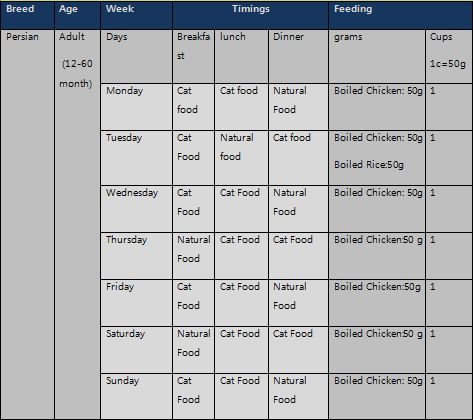 Breed Age Week Timings Feeding
Persian Adult Days Breakfa lunch Dinner grams Cups
(12-60 st 1c=50g
month)
Monday Cat Cat food Natural Boiled Chicken: 50g 1
food Food
Tuesday Cat Natural Cat food Boiled Chicken: 50g 1
Food food Boiled Rice:50g
Wednesday Cat Cat Food Natural Boiled Chicken: 50g 1
Food Food
Thursday Natural Cat Food Cat Food Boiled Chicken:50 g 1
Food
Friday Cat Cat Food Natural Boiled Chicken:50g 1
Food Food
Saturday Natural Cat Food Cat Food Boiled Chicken:50 g 1
Food
Sunday Cat Cat Food Natural Boiled Chicken: 50g 1
Food Food